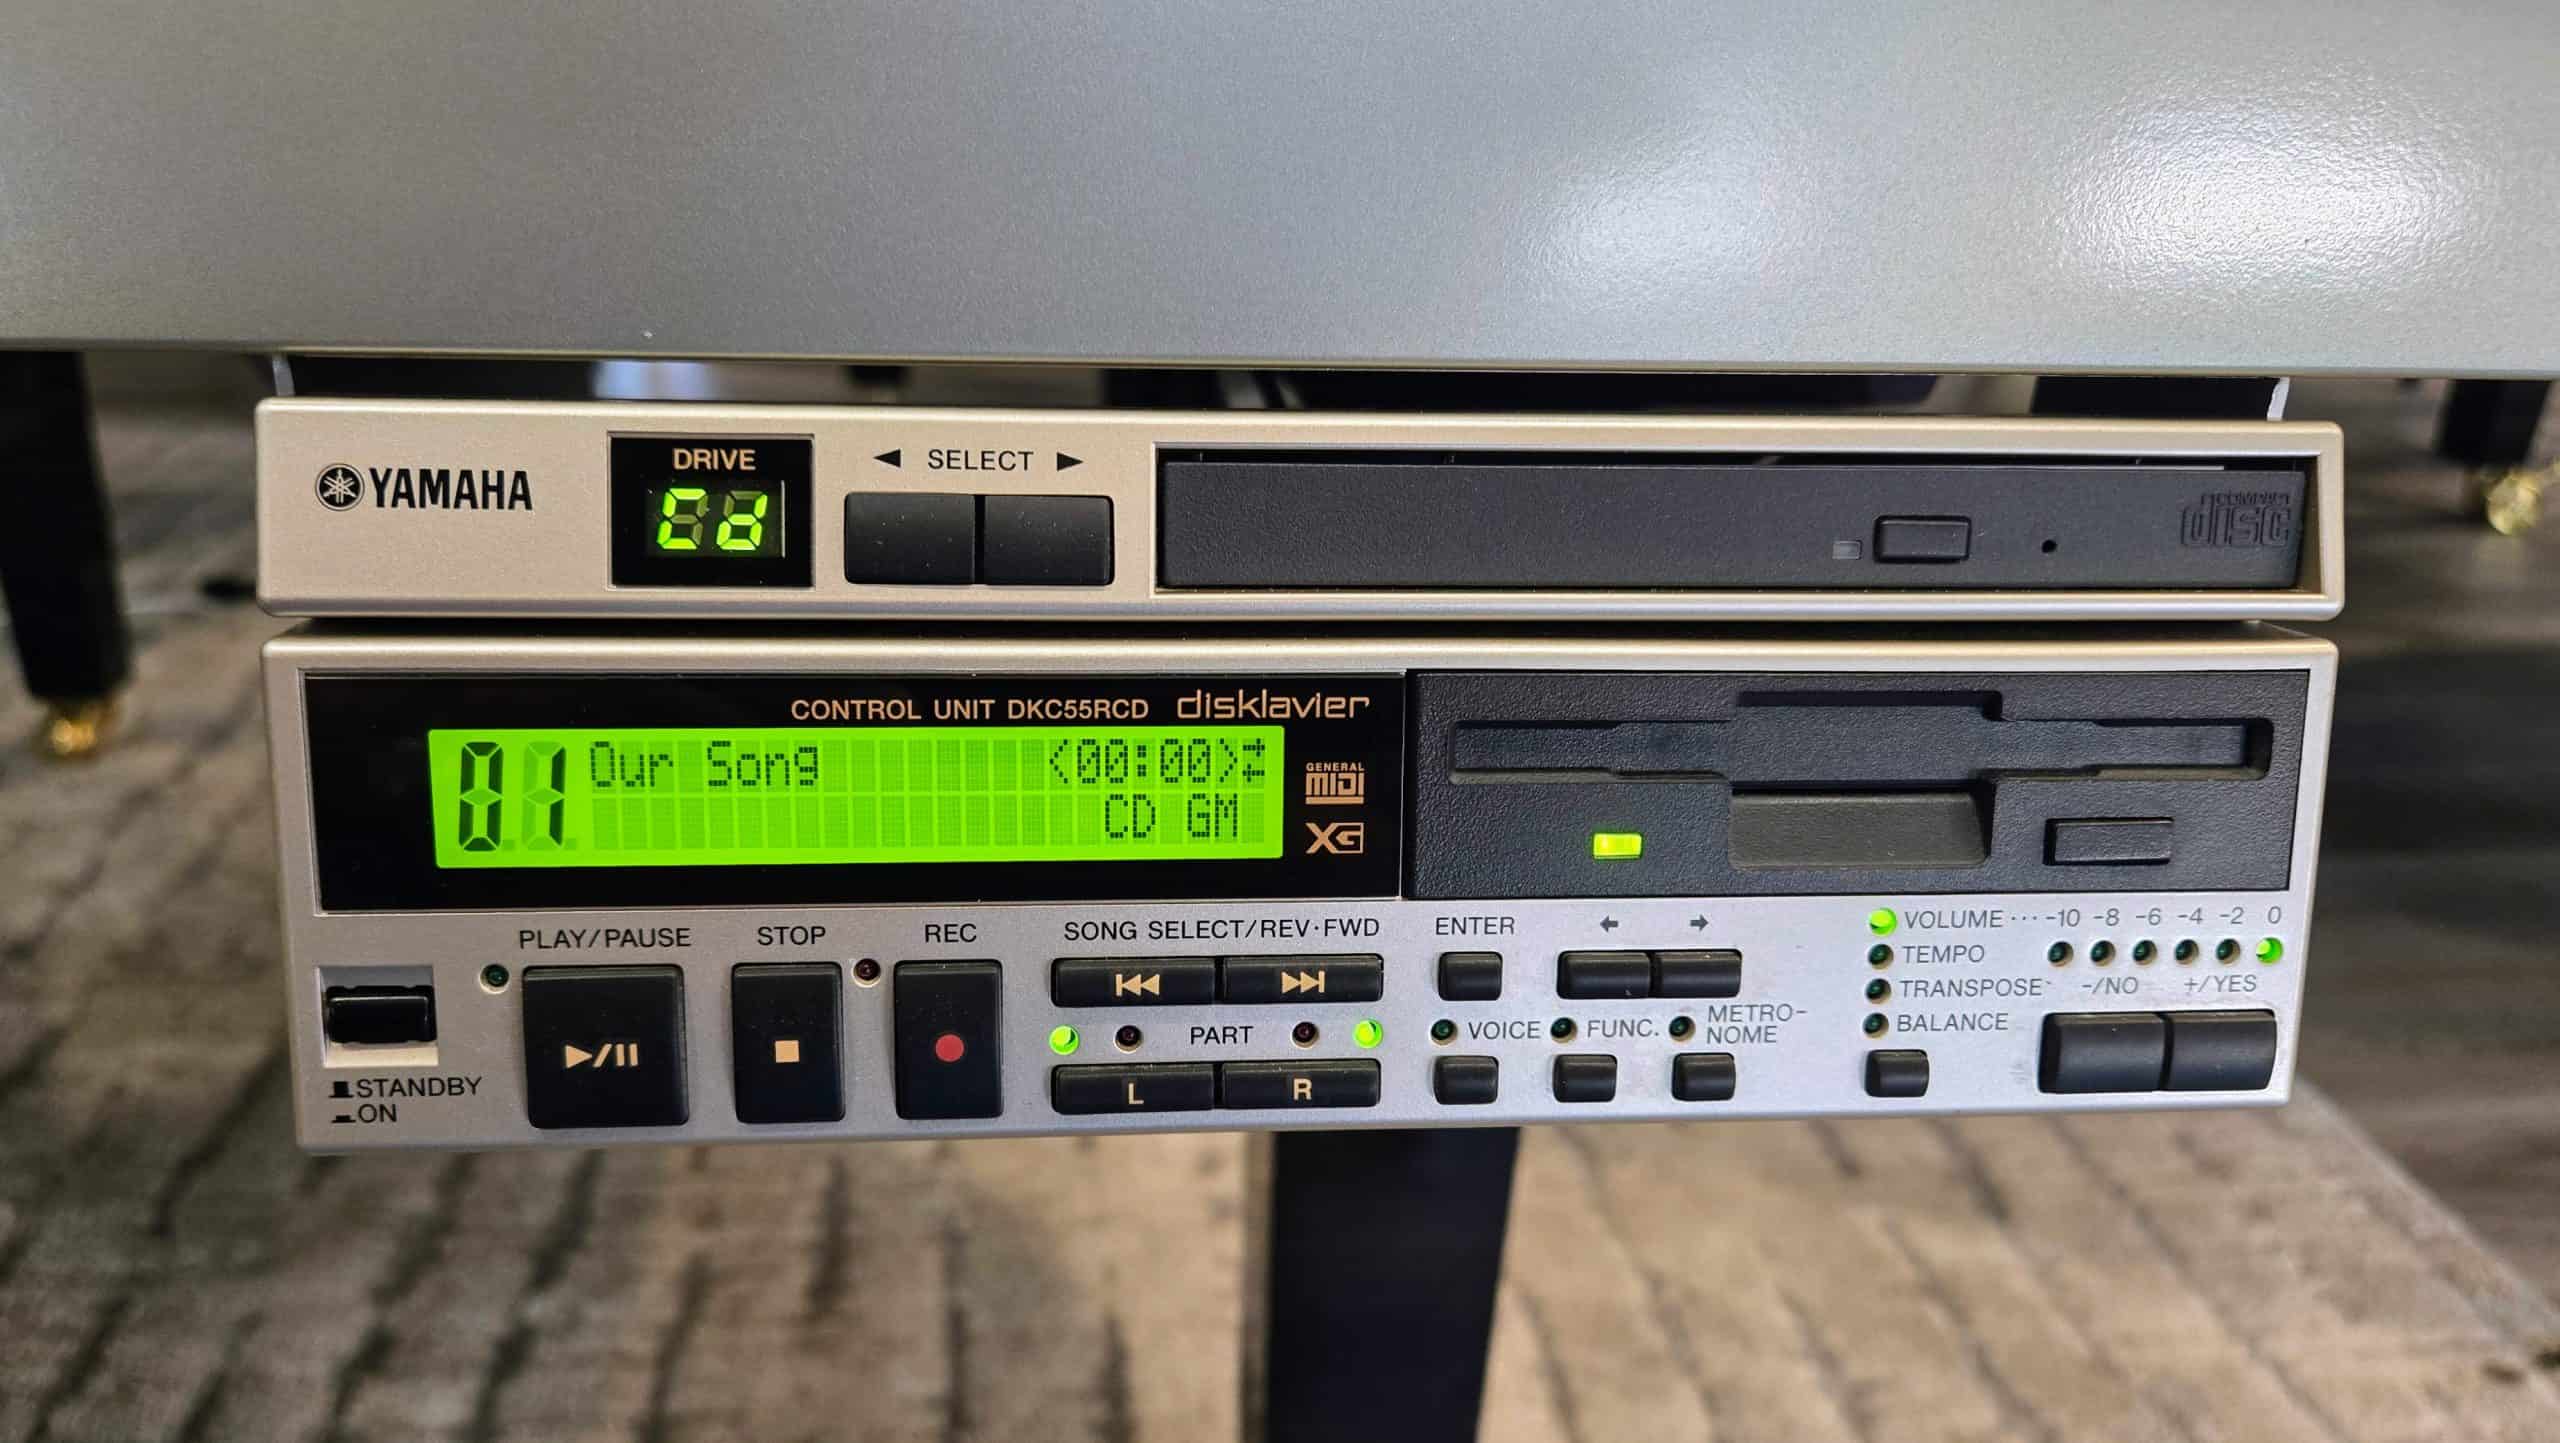 YAMAHA
DRIVE
Cd
◀ SELECT ▶
COMPACT
disc
CONTROL UNIT DKC55RCD disklavier
01 Our Song <00:00>⇄
CD GM
GENERAL
MIDI
XG
PLAY/PAUSE STOP REC SONG SELECT/REV·FWD ENTER ← →
STANDBY
ON
PART
L R
VOICE FUNC. METRO-
NOME
VOLUME ··· -10 -8 -6 -4 -2 0
TEMPO
TRANSPOSE -/NO +/YES
BALANCE